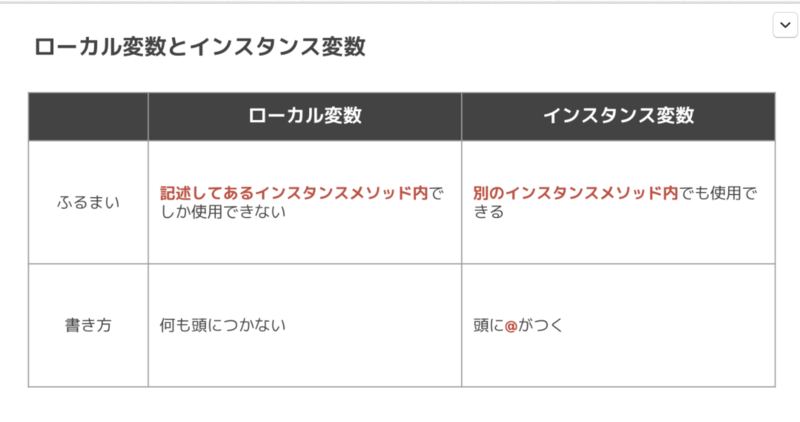 ローカル変数とインスタンス変数
ローカル変数
インスタンス変数
ふるまい
記述してあるインスタンスメソッド内で
しか使用できない
別のインスタンスメソッド内でも使用で
きる
書き方
何も頭につかない
頭に@がつく